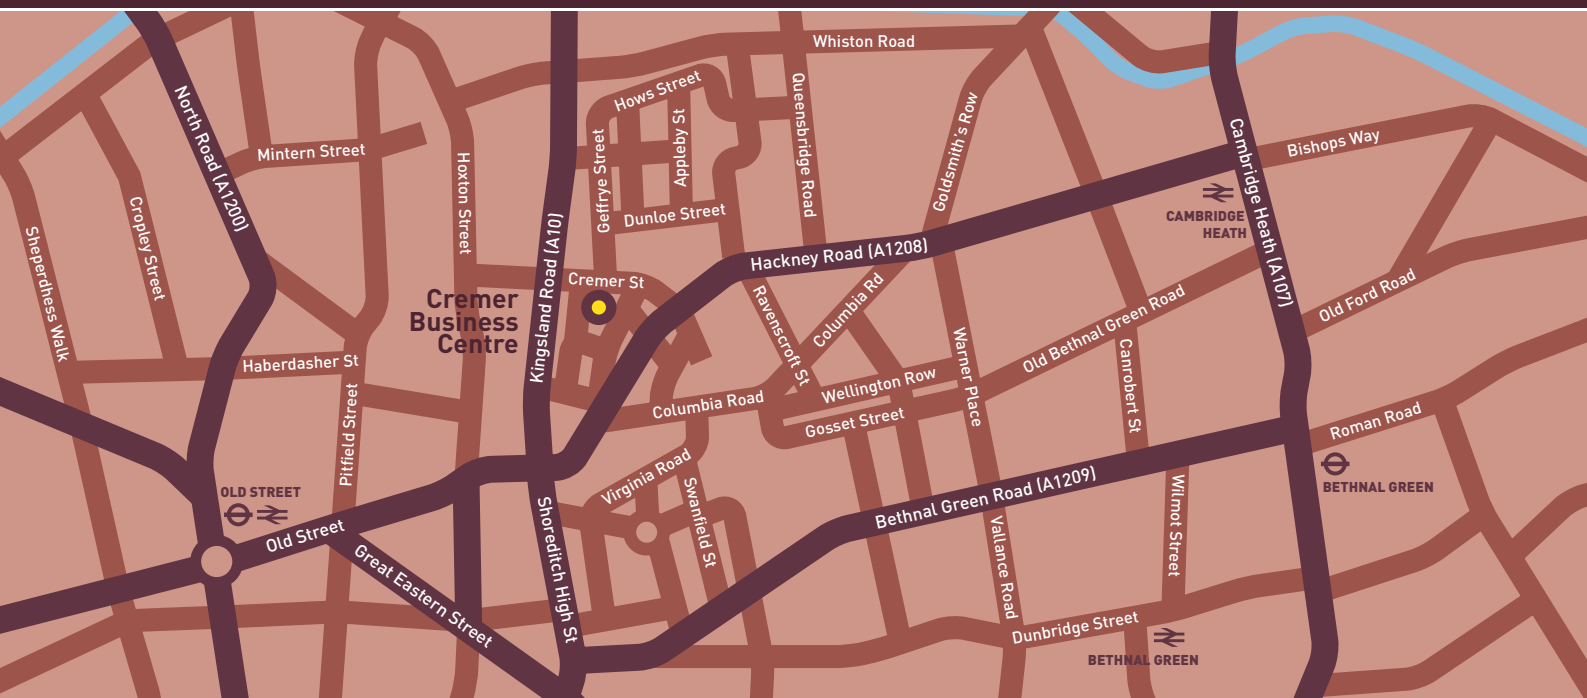 Whiston Road
Hows Street
Queensbridge Road
North Road (A1200)
Goldsmith's Row
Appleby St
Cambridge Heath (A107)
Bishops Way
Geffrye Street
Mintern Street
Hoxton Street
CAMBRIDGE
HEATH
Cropley Street
Dunloe Street
Kingsland Road (A10)
Sheperdhess Walk
Hackney Road (A1208)
Cremer St
Columbia Rd
Old Ford Road
Cremer
Business
Centre
Ravenscroft St
Old Bethnal Green Road
Warner Place
Canrobert St
Haberdasher St
Wellington Row
Columbia Road
Pitfield Street
Gosset Street
Roman Road
Virginia Road
BETHNAL GREEN
OLD STREET
Swanfield St
Bethnal Green Road (A1209)
Wilmot Street
Shoreditch High St
Old Street
Vallance Road
Great Eastern Street
Dunbridge Street
BETHNAL GREEN